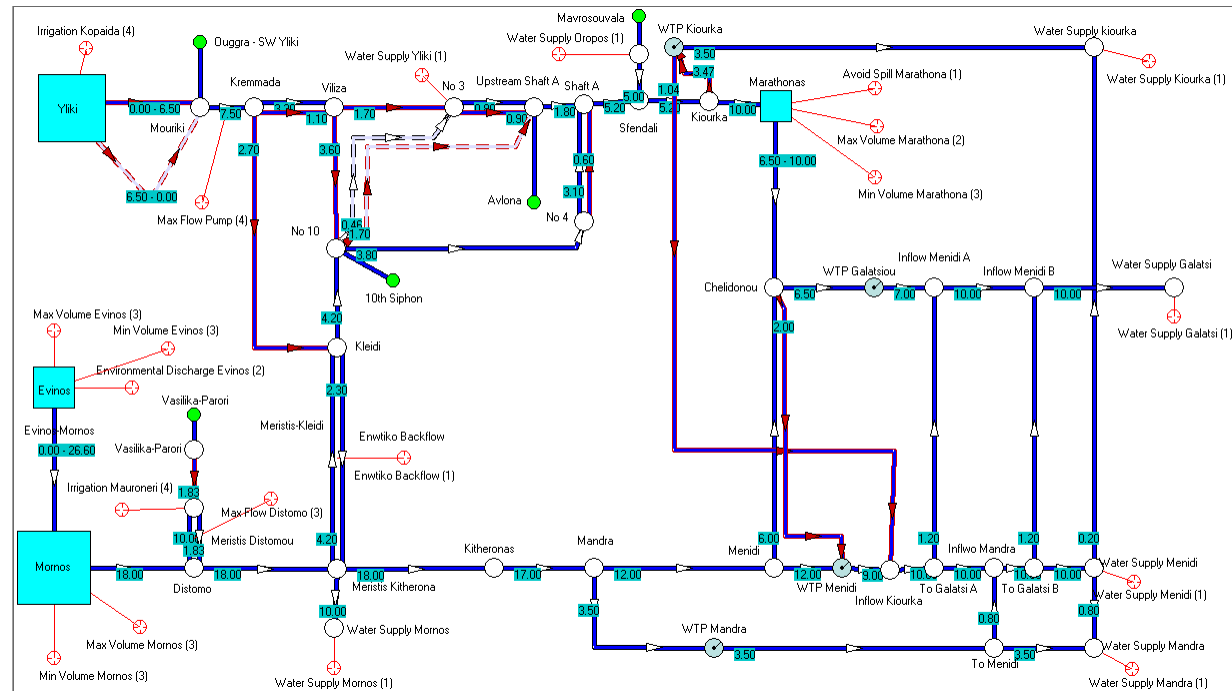 Mavrosouvala
Irrigation Kopaida (4)
Ouggra - SW Yliki
Water Supply Oropos (1)
WTP Kiourka
Water Supply kiourka
3.50
Water Supply Yliki (1)
Avoid Spill Marathona (1)
Water Supply Kiourka (1)
3.47
Kremmada
Viliza
No 3
Upstream Shaft A
Shaft A
Marathonas
1.04
5.00
Yliki
0.00 - 6.50
7.50
3.20
1.10
1.70
0.80
0.90
1.80
5.20
5.20
10.00
Mouriki
Sfendali
Kiourka
Max Volume Marathona (2)
2.70
3.60
0.60
6.50 - 10.00
3.10
Min Volume Marathona (3)
6.50 - 0.00
Avlona
Max Flow Pump (4)
No 4
0.46
1.70
No 10
3.80
10th Siphon
Inflow Menidi A
Inflow Menidi B
Water Supply Galatsi
WTP Galatsiou
Chelidonou
6.50
7.00
10.00
10.00
2.00
Max Volume Evinos (3)
4.20
Water Supply Galatsi (1)
Min Volume Evinos (3)
Kleidi
Environmental Discharge Evinos (2)
Evinos
2.30
Vasilika-Parori
Meristis-Kleidi
Evinos-Mornos
0.00 - 26.60
Vasilika-Parori
Enwtiko Backflow
Enwtiko Backflow (1)
Irrigation Mauroneri (4)
1.83
Max Flow Distomo (3)
10.00
1.83
Meristis Distomou
4.20
6.00
1.20
1.20
0.20
Kitheronas
Mandra
Menidi
Inflwo Mandra
Mornos
18.00
18.00
18.00
17.00
12.00
12.00
9.00
10.00
10.00
10.00
10.00
Water Supply Menidi
Distomo
Meristis Kitherona
WTP Menidi
Inflow Kiourka
To Galatsi A
To Galatsi B
Water Supply Menidi (1)
10.00
3.50
0.80
0.80
Water Supply Mornos
WTP Mandra
3.50
3.50
Water Supply Mandra
To Menidi
Max Volume Mornos (3)
Min Volume Mornos (3)
Water Supply Mornos (1)
Water Supply Mandra (1)